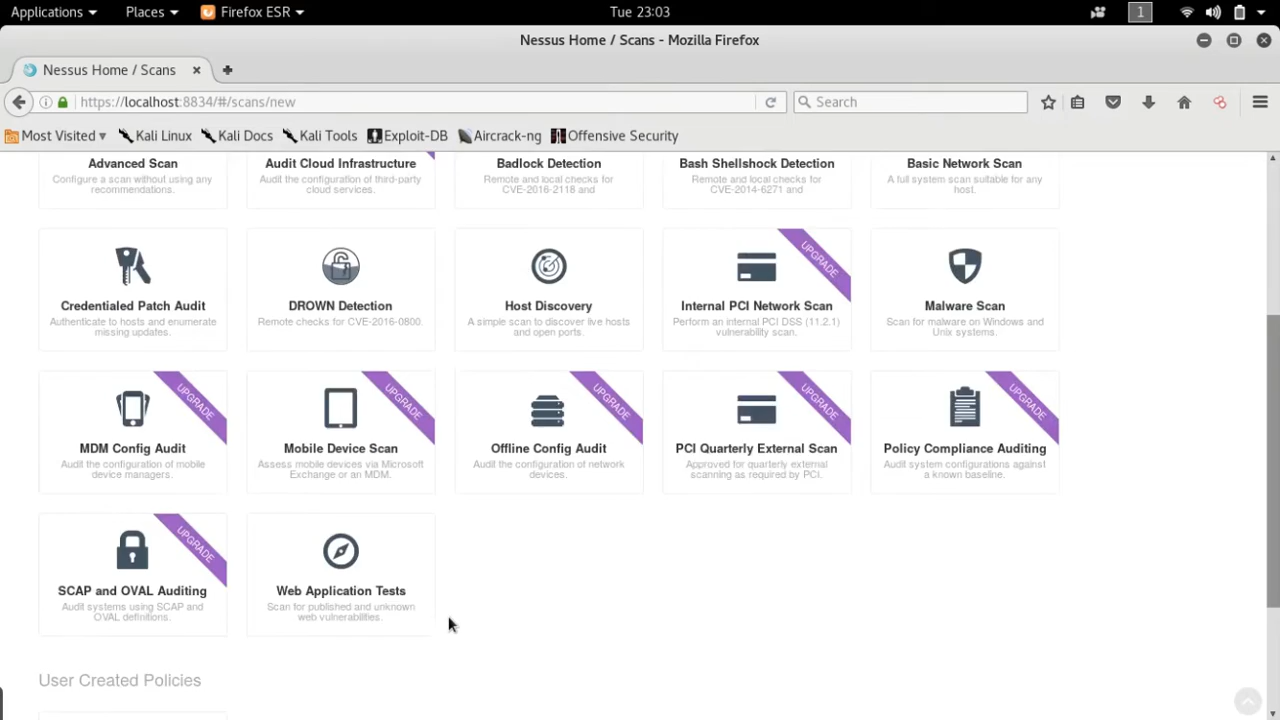 Applications Places Firefox ESR Tue 23:03 1
Nessus Home / Scans - Mozilla Firefox
Nessus Home / Scans
https://localhost:8834/#/scans/new Search
Most Visited Kali Linux Kali Docs Kali Tools Exploit-DB Aircrack-ng Offensive Security
Advanced Scan
Configure a scan without using any
recommendations.
Audit Cloud Infrastructure
Audit the configuration of third-party
cloud services.
Badlock Detection
Remote and local checks for
CVE-2016-2118 and
Bash Shellshock Detection
Remote and local checks for
CVE-2014-6271 and
Basic Network Scan
A full system scan suitable for any
host.
Credentialed Patch Audit
Authenticate to hosts and enumerate
missing updates.
DROWN Detection
Remote checks for CVE-2016-0800.
Host Discovery
A simple scan to discover live hosts
and open ports.
UPGRADE
Internal PCI Network Scan
Perform an internal PCI DSS (11.2.1)
vulnerability scan.
Malware Scan
Scan for malware on Windows and
Unix systems.
UPGRADE
MDM Config Audit
Audit the configuration of mobile
device managers.
UPGRADE
Mobile Device Scan
Assess mobile devices via Microsoft
Exchange or an MDM.
UPGRADE
Offline Config Audit
Audit the configuration of network
devices.
UPGRADE
PCI Quarterly External Scan
Approved for quarterly external
scanning as required by PCI.
UPGRADE
Policy Compliance Auditing
Audit system configurations against
a known baseline.
UPGRADE
SCAP and OVAL Auditing
Audit systems using SCAP and
OVAL definitions.
Web Application Tests
Scan for published and unknown
web vulnerabilities.
User Created Policies